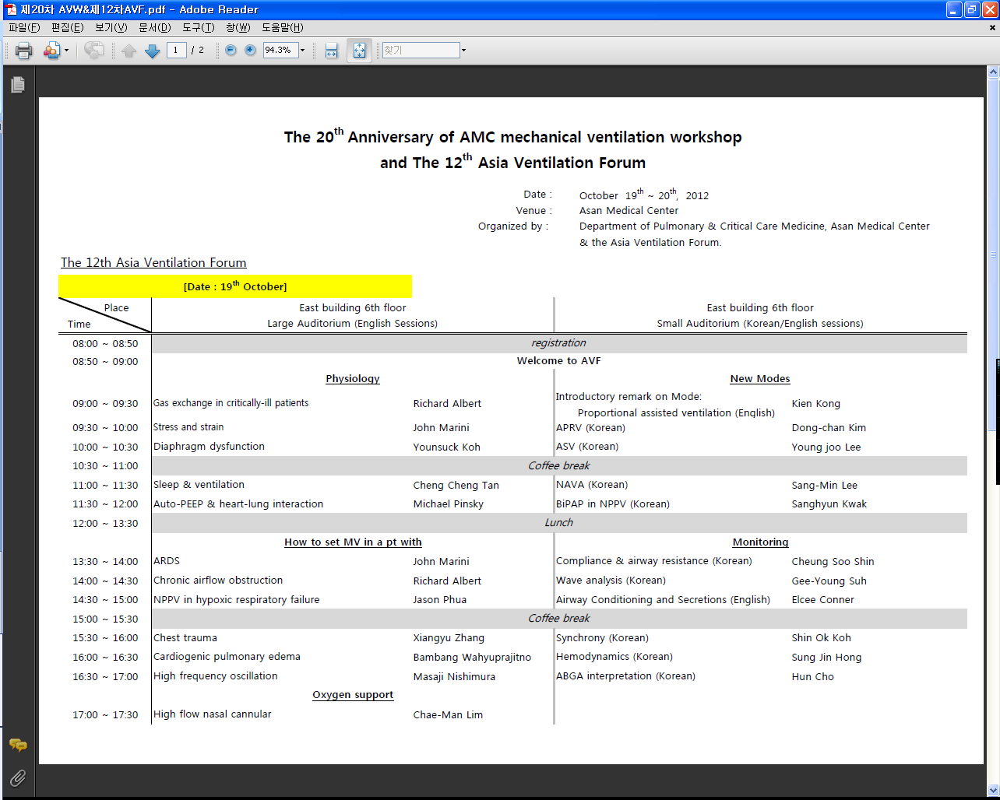 제20차 AVW&제12차AVF.pdf - Adobe Reader
파일(F) 편집(E) 보기(V) 문서(D) 도구(T) 창(W) 도움말(H)
1 / 2 94.3% 찾기
The 20th Anniversary of AMC mechanical ventilation workshop
and The 12th Asia Ventilation Forum
Date : October 19th ~ 20th, 2012
Venue : Asan Medical Center
Organized by : Department of Pulmonary & Critical Care Medicine, Asan Medical Center
& the Asia Ventilation Forum.
The 12th Asia Ventilation Forum
[Date : 19th October]
Place East building 6th floor East building 6th floor
Time Large Auditorium (English Sessions) Small Auditorium (Korean/English sessions)
08:00 ~ 08:50 registration
08:50 ~ 09:00 Welcome to AVF
Physiology New Modes
09:00 ~ 09:30 Gas exchange in critically-ill patients Richard Albert Introductory remark on Mode:
Proportional assisted ventilation (English) Kien Kong
09:30 ~ 10:00 Stress and strain John Marini APRV (Korean) Dong-chan Kim
10:00 ~ 10:30 Diaphragm dysfunction Younsuck Koh ASV (Korean) Young joo Lee
10:30 ~ 11:00 Coffee break
11:00 ~ 11:30 Sleep & ventilation Cheng Cheng Tan NAVA (Korean) Sang-Min Lee
11:30 ~ 12:00 Auto-PEEP & heart-lung interaction Michael Pinsky BiPAP in NPPV (Korean) Sanghyun Kwak
12:00 ~ 13:30 Lunch
How to set MV in a pt with Monitoring
13:30 ~ 14:00 ARDS John Marini Compliance & airway resistance (Korean) Cheung Soo Shin
14:00 ~ 14:30 Chronic airflow obstruction Richard Albert Wave analysis (Korean) Gee-Young Suh
14:30 ~ 15:00 NPPV in hypoxic respiratory failure Jason Phua Airway Conditioning and Secretions (English) Elcee Conner
15:00 ~ 15:30 Coffee break
15:30 ~ 16:00 Chest trauma Xiangyu Zhang Synchrony (Korean) Shin Ok Koh
16:00 ~ 16:30 Cardiogenic pulmonary edema Bambang Wahyuprajitno Hemodynamics (Korean) Sung Jin Hong
16:30 ~ 17:00 High frequency oscillation Masaji Nishimura ABGA interpretation (Korean) Hun Cho
Oxygen support
17:00 ~ 17:30 High flow nasal cannular Chae-Man Lim